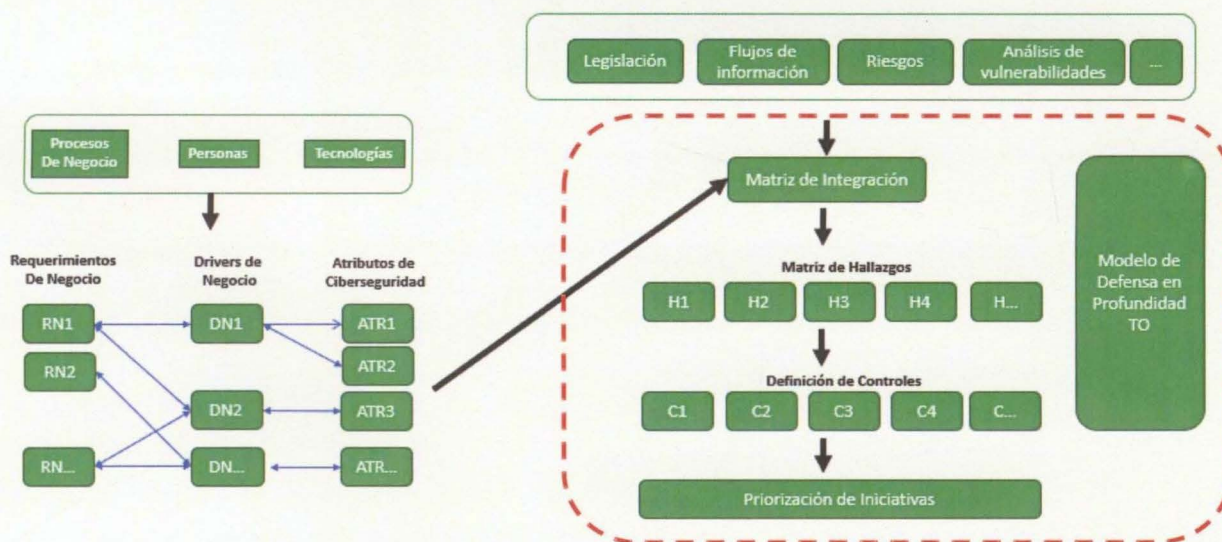 Legislación
Flujos de
información
Riesgos
Análisis de
vulnerabilidades
...
Procesos
De Negocio
Personas
Tecnologías
Requerimientos
De Negocio
Drivers de
Negocio
Atributos de
Ciberseguridad
RN1
DN1
ATR1
RN2
ATR2
DN2
ATR3
RN...
DN...
ATR...
Matriz de Integración
Matriz de Hallazgos
H1
H2
H3
H4
H...
Definición de Controles
C1
C2
C3
C4
C...
Priorización de Iniciativas
Modelo de
Defensa en
Profundidad
TO